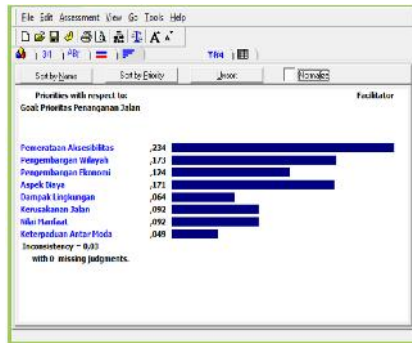 File Edit Assessment View Go Tools Help
Sort by Name Sort by Priority Unsort Normalize
Priorities with respect to: Facilitator
Goal: Prioritas Penanganan Jalan
Pemerataan Aksesibilitas ,234
Pengembangan Wilayah ,173
Pengembangan Ekonomi ,124
Aspek Biaya ,171
Dampak Lingkungan ,064
Kerusakanan Jalan ,092
Nilai Manfaat ,092
Keterpaduan Antar Moda ,049
Inconsistency = 0,03
with 0 missing judgments.